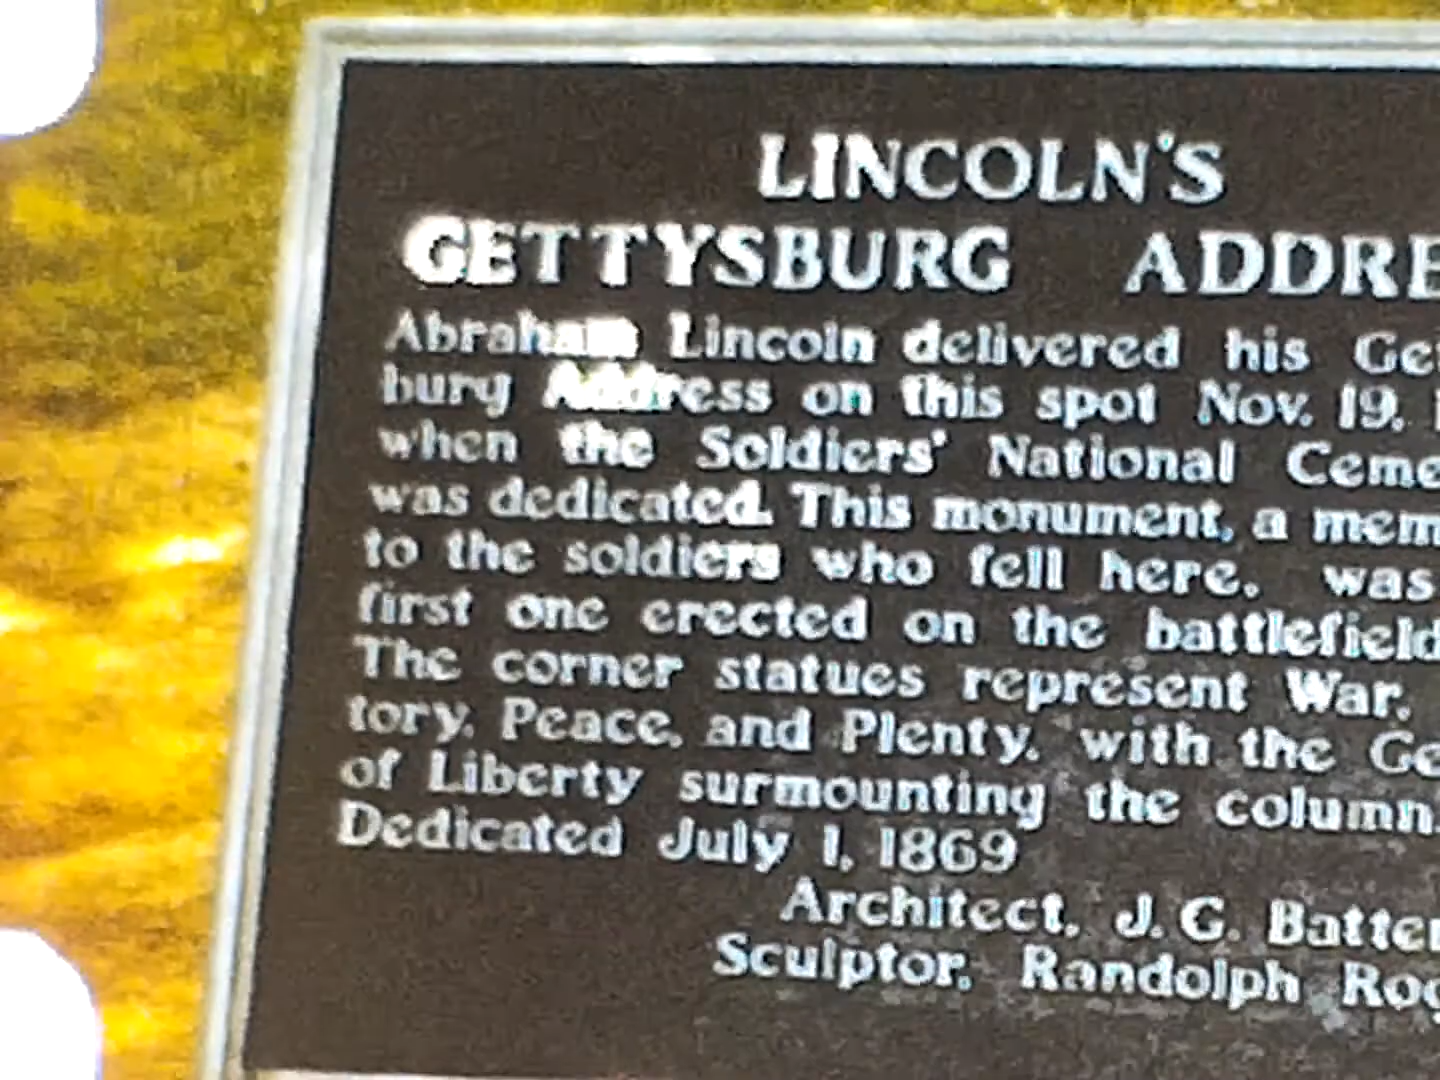 LINCOLN'S
GETTYSBURG ADDRE
Abraham Lincoln delivered his Ge
burg Address on this spot Nov. 19,
when the Soldiers' National Ceme
was dedicated. This monument, a mem
to the soldiers who fell here, was
first one erected on the battlefield
The corner statues represent War,
tory, Peace, and Plenty, with the Ge
of Liberty surmounting the column.
Dedicated July 1, 1869
Architect, J. G. Batter
Sculptor, Randolph Rog